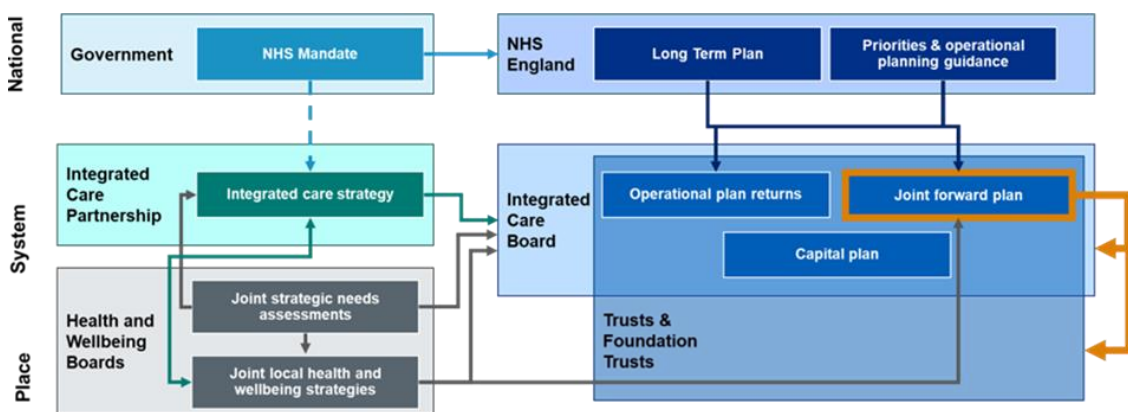 National
Government
NHS Mandate
NHS
England
Long Term Plan
Priorities & operational
planning guidance
System
Integrated
Care
Partnership
Integrated care strategy
Integrated
Care
Board
Operational plan returns
Joint forward plan
Capital plan
Place
Health and
Wellbeing
Boards
Joint strategic needs
assessments
Joint local health and
wellbeing strategies
Trusts &
Foundation
Trusts